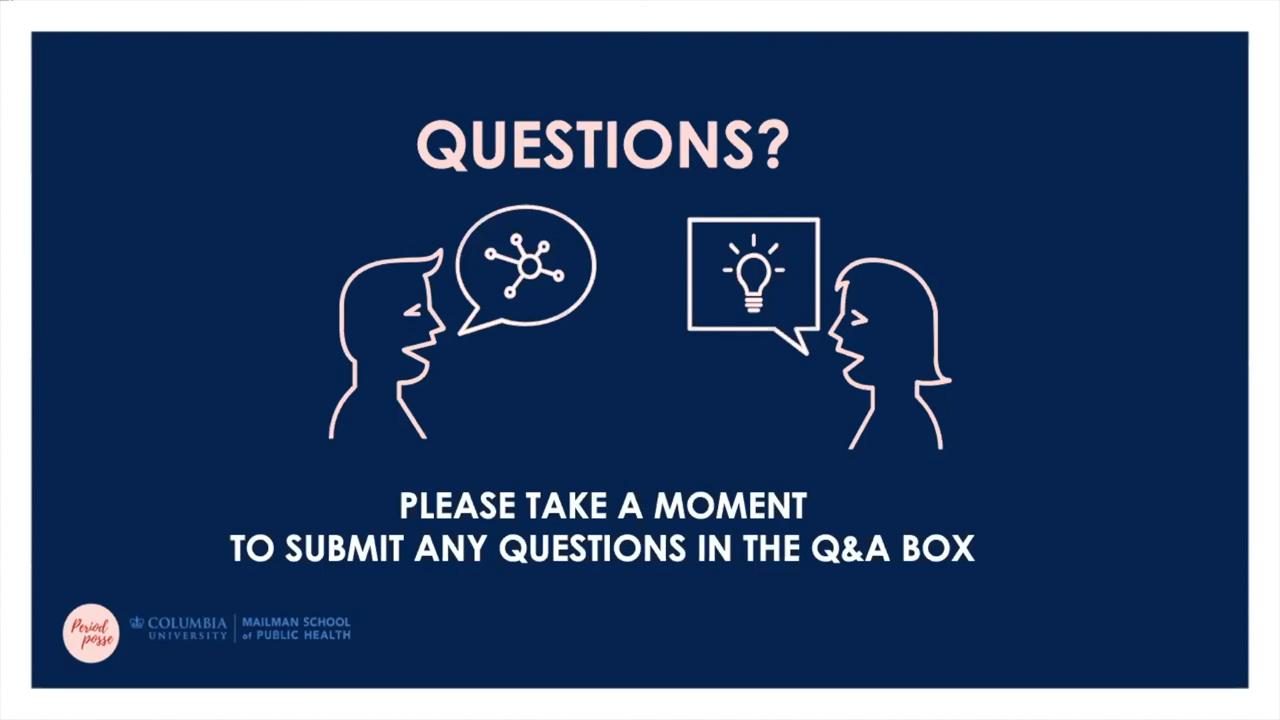 QUESTIONS?
PLEASE TAKE A MOMENT
TO SUBMIT ANY QUESTIONS IN THE Q&A BOX
Period
posse
COLUMBIA
UNIVERSITY
MAILMAN SCHOOL
of PUBLIC HEALTH